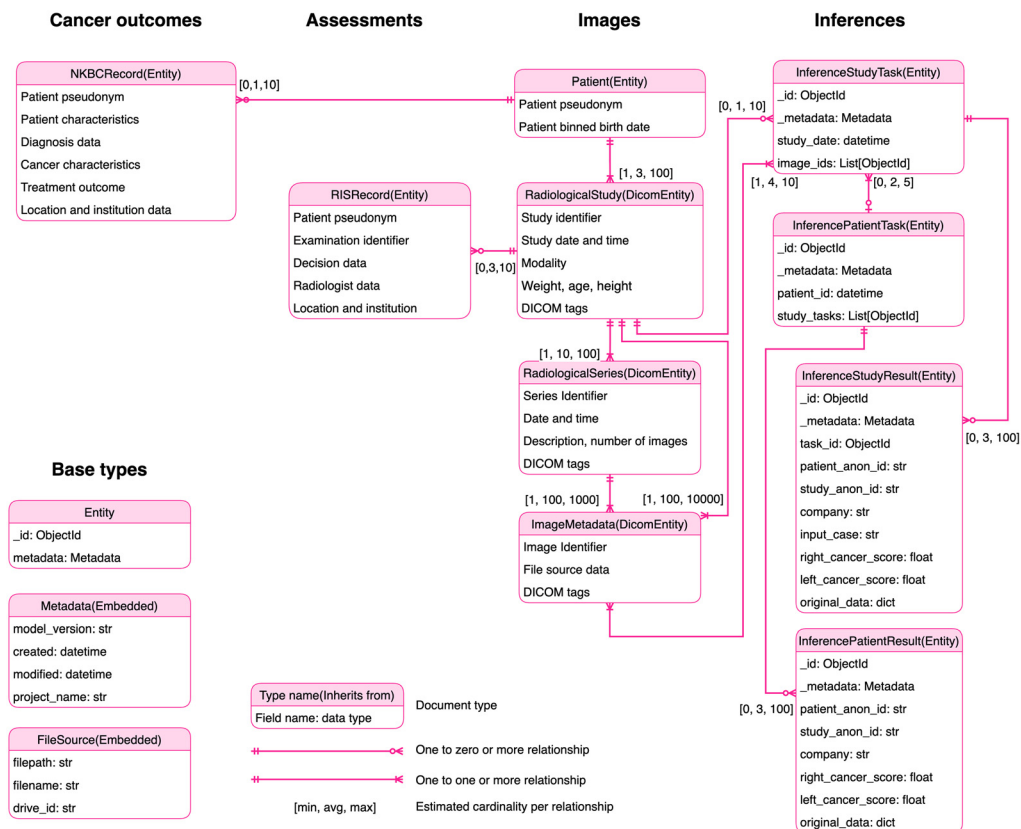 Cancer outcomes
Assessments
Images
Inferences
NKBCRecord(Entity)
Patient pseudonym
Patient characteristics
Diagnosis data
Cancer characteristics
Treatment outcome
Location and institution data
[0,1,10]
Patient(Entity)
Patient pseudonym
Patient binned birth date
[1, 3, 100]
RISRecord(Entity)
Patient pseudonym
Examination identifier
Decision data
Radiologist data
Location and institution
[0,3,10]
RadiologicalStudy(DicomEntity)
Study identifier
Study date and time
Modality
Weight, age, height
DICOM tags
[1, 10, 100]
RadiologicalSeries(DicomEntity)
Series Identifier
Date and time
Description, number of images
DICOM tags
[1, 100, 1000]
[1, 100, 10000]
ImageMetadata(DicomEntity)
Image Identifier
File source data
DICOM tags
InferenceStudyTask(Entity)
_id: ObjectId
_metadata: Metadata
study_date: datetime
image_ids: List[ObjectId]
[0, 1, 10]
[1, 4, 10]
[0, 2, 5]
InferencePatientTask(Entity)
_id: ObjectId
_metadata: Metadata
patient_id: datetime
study_tasks: List[ObjectId]
InferenceStudyResult(Entity)
_id: ObjectId
_metadata: Metadata
task_id: ObjectId
patient_anon_id: str
study_anon_id: str
company: str
input_case: str
right_cancer_score: float
left_cancer_score: float
original_data: dict
[0, 3, 100]
InferencePatientResult(Entity)
_id: ObjectId
_metadata: Metadata
patient_anon_id: str
study_anon_id: str
company: str
right_cancer_score: float
left_cancer_score: float
original_data: dict
[0, 3, 100]
Base types
Entity
_id: ObjectId
metadata: Metadata
Metadata(Embedded)
model_version: str
created: datetime
modified: datetime
project_name: str
FileSource(Embedded)
filepath: str
filename: str
drive_id: str
Type name(Inherits from)
Field name: data type
Document type
One to zero or more relationship
One to one or more relationship
[min, avg, max]
Estimated cardinality per relationship